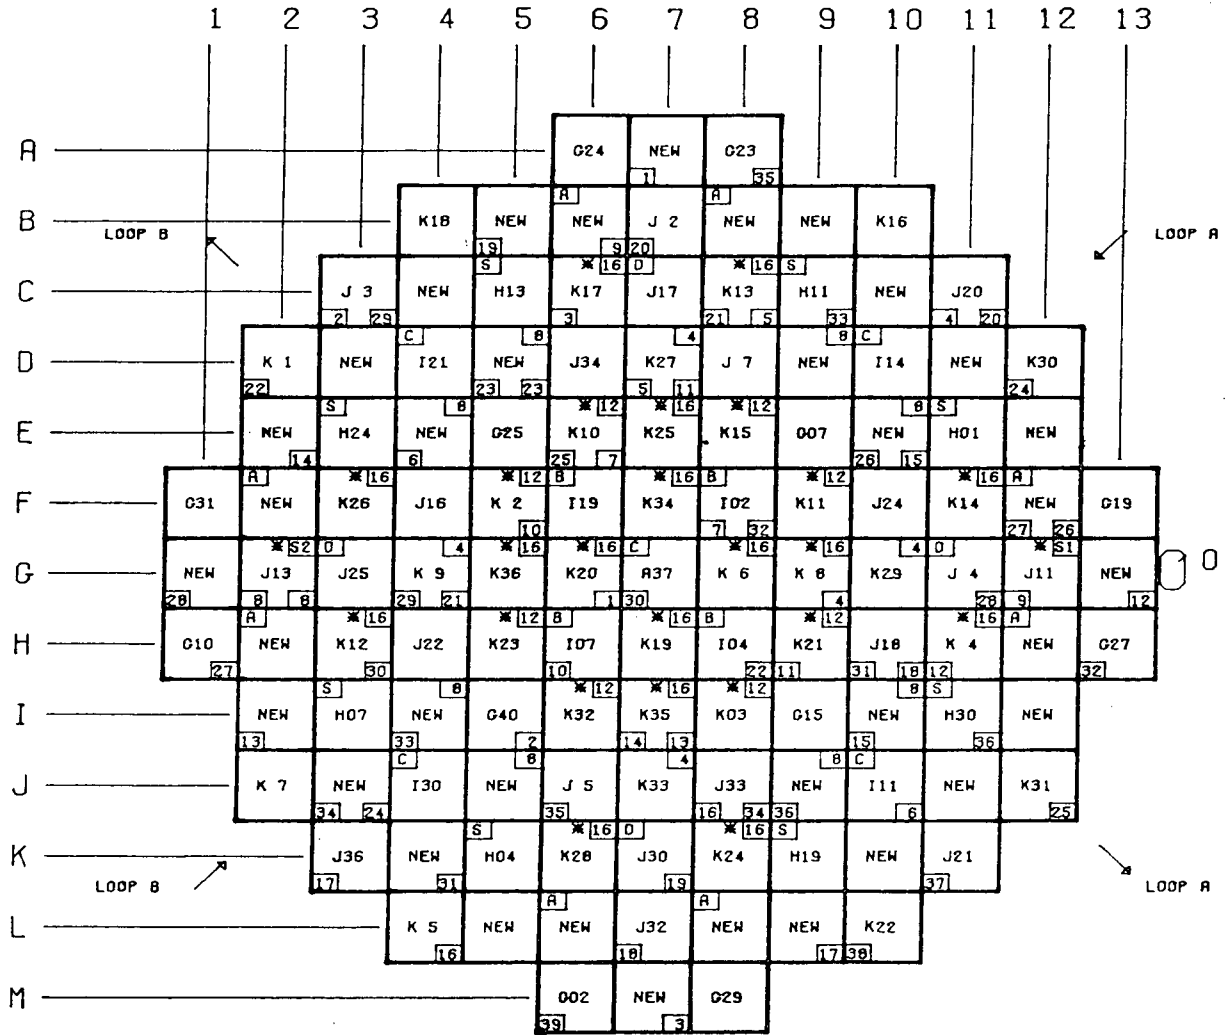 1 2 3 4 5 6 7 8 9 10 11 12 13
A G24 NEW G23
1 35
A A
B K18 NEW NEW J 2 NEW NEW K16
LOOP B LOOP A
19 9 20
S * 16 D * 16 S
C J 3 NEW H13 K17 J17 K13 H11 NEW J20
2 29 3 21 5 33 4 20
C 8 4 8 C
D K 1 NEW I21 NEW J34 K27 J 7 NEW I14 NEW K30
22 23 23 5 11 24
S 8 * 12 * 16 * 12 8 S
E NEW H24 NEW G25 K10 K25 K15 G07 NEW H01 NEW
14 6 25 7 26 15
A * 16 * 12 B * 16 B * 12 * 16 A
F G31 NEW K26 J16 K 2 I19 K34 I02 K11 J24 K14 NEW G19
10 7 32 27 26
* S2 D 4 * 16 * 16 C * 16 * 16 4 D * S1
G NEW J13 J25 K 9 K36 K20 A37 K 6 K 8 K29 J 4 J11 NEW 0
28 8 8 29 21 1 30 4 28 9 12
A * 16 * 12 B * 16 B * 12 * 16 A
H G10 NEW K12 J22 K23 I07 K19 I04 K21 J18 K 4 NEW G27
27 30 10 22 11 31 18 12 32
S 8 * 12 * 16 * 12 8 S
I NEW H07 NEW G40 K32 K35 K03 G15 NEW H30 NEW
13 33 2 14 13 15 36
C 8 4 8 C
J K 7 NEW I30 NEW J 5 K33 J33 NEW I11 NEW K31
34 24 35 16 34 36 6 25
S * 16 D * 16 S
K J36 NEW H04 K28 J30 K24 H19 NEW J21
17 31 19 37
LOOP B LOOP A
A A
L K 5 NEW NEW J32 NEW NEW K22
16 18 17 38
M G02 NEW G29
39 3